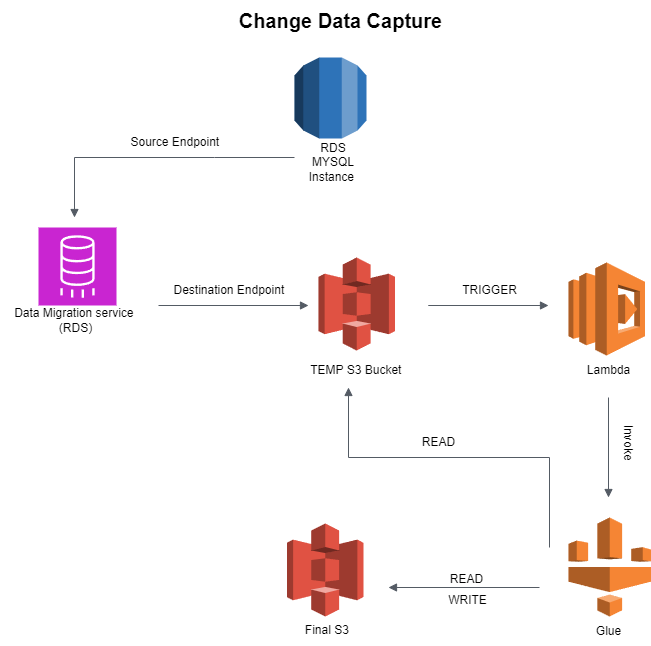 Change Data Capture
RDS
MYSQL
Instance
Source Endpoint
Data Migration service
(RDS)
Destination Endpoint
TEMP S3 Bucket
TRIGGER
Lambda
Invoke
READ
READ
WRITE
Final S3
Glue